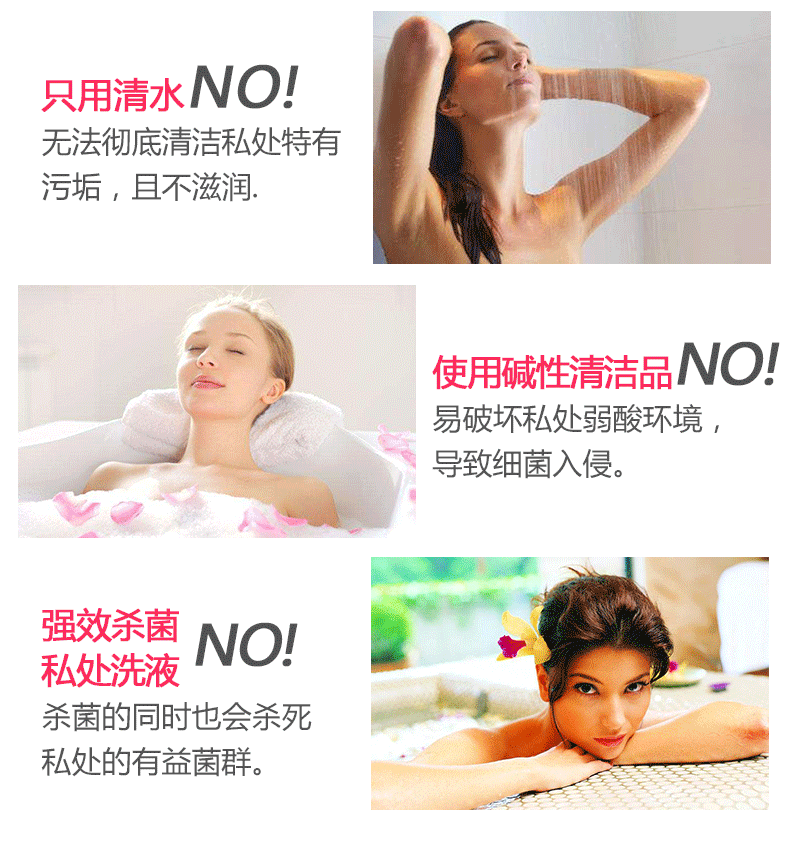 只用清水NO!
无法彻底清洁私处特有
污垢，且不滋润.
使用碱性清洁品NO!
易破坏私处弱酸环境，
导致细菌入侵。
强效杀菌
私处洗液
NO!
杀菌的同时也会杀死
私处的有益菌群。